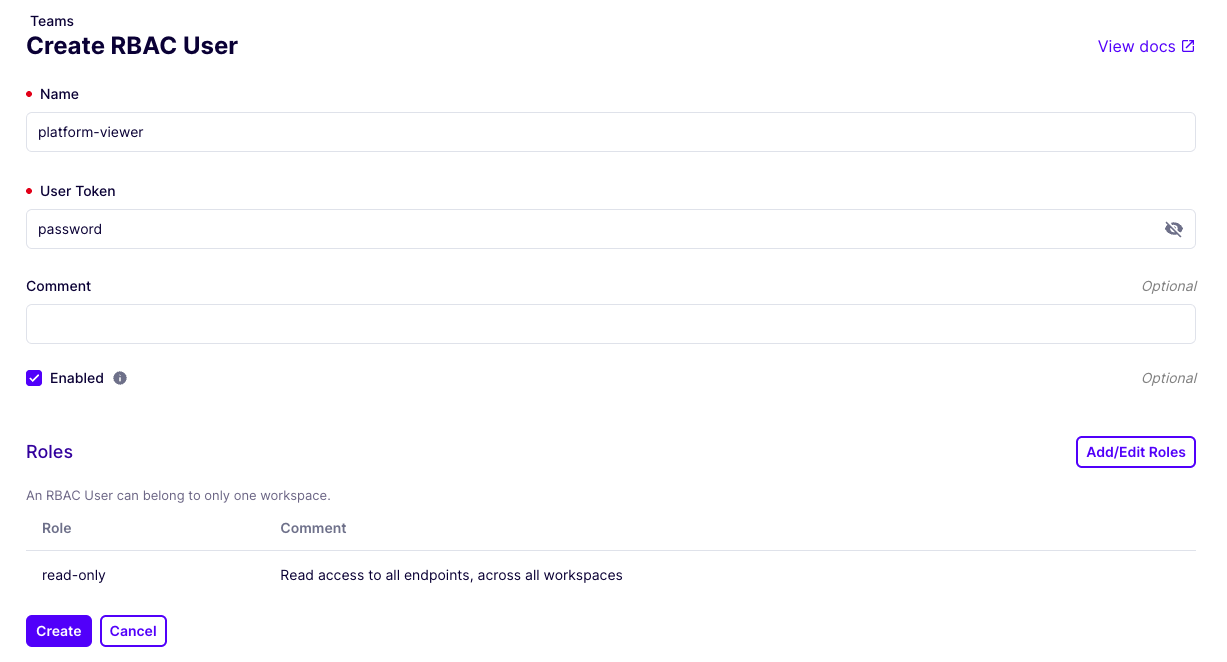 Teams
Create RBAC User
View docs
Name
platform-viewer
User Token
password
Comment
Optional
Enabled
Optional
Roles
Add/Edit Roles
An RBAC User can belong to only one workspace.
Role Comment
read-only Read access to all endpoints, across all workspaces
Create Cancel